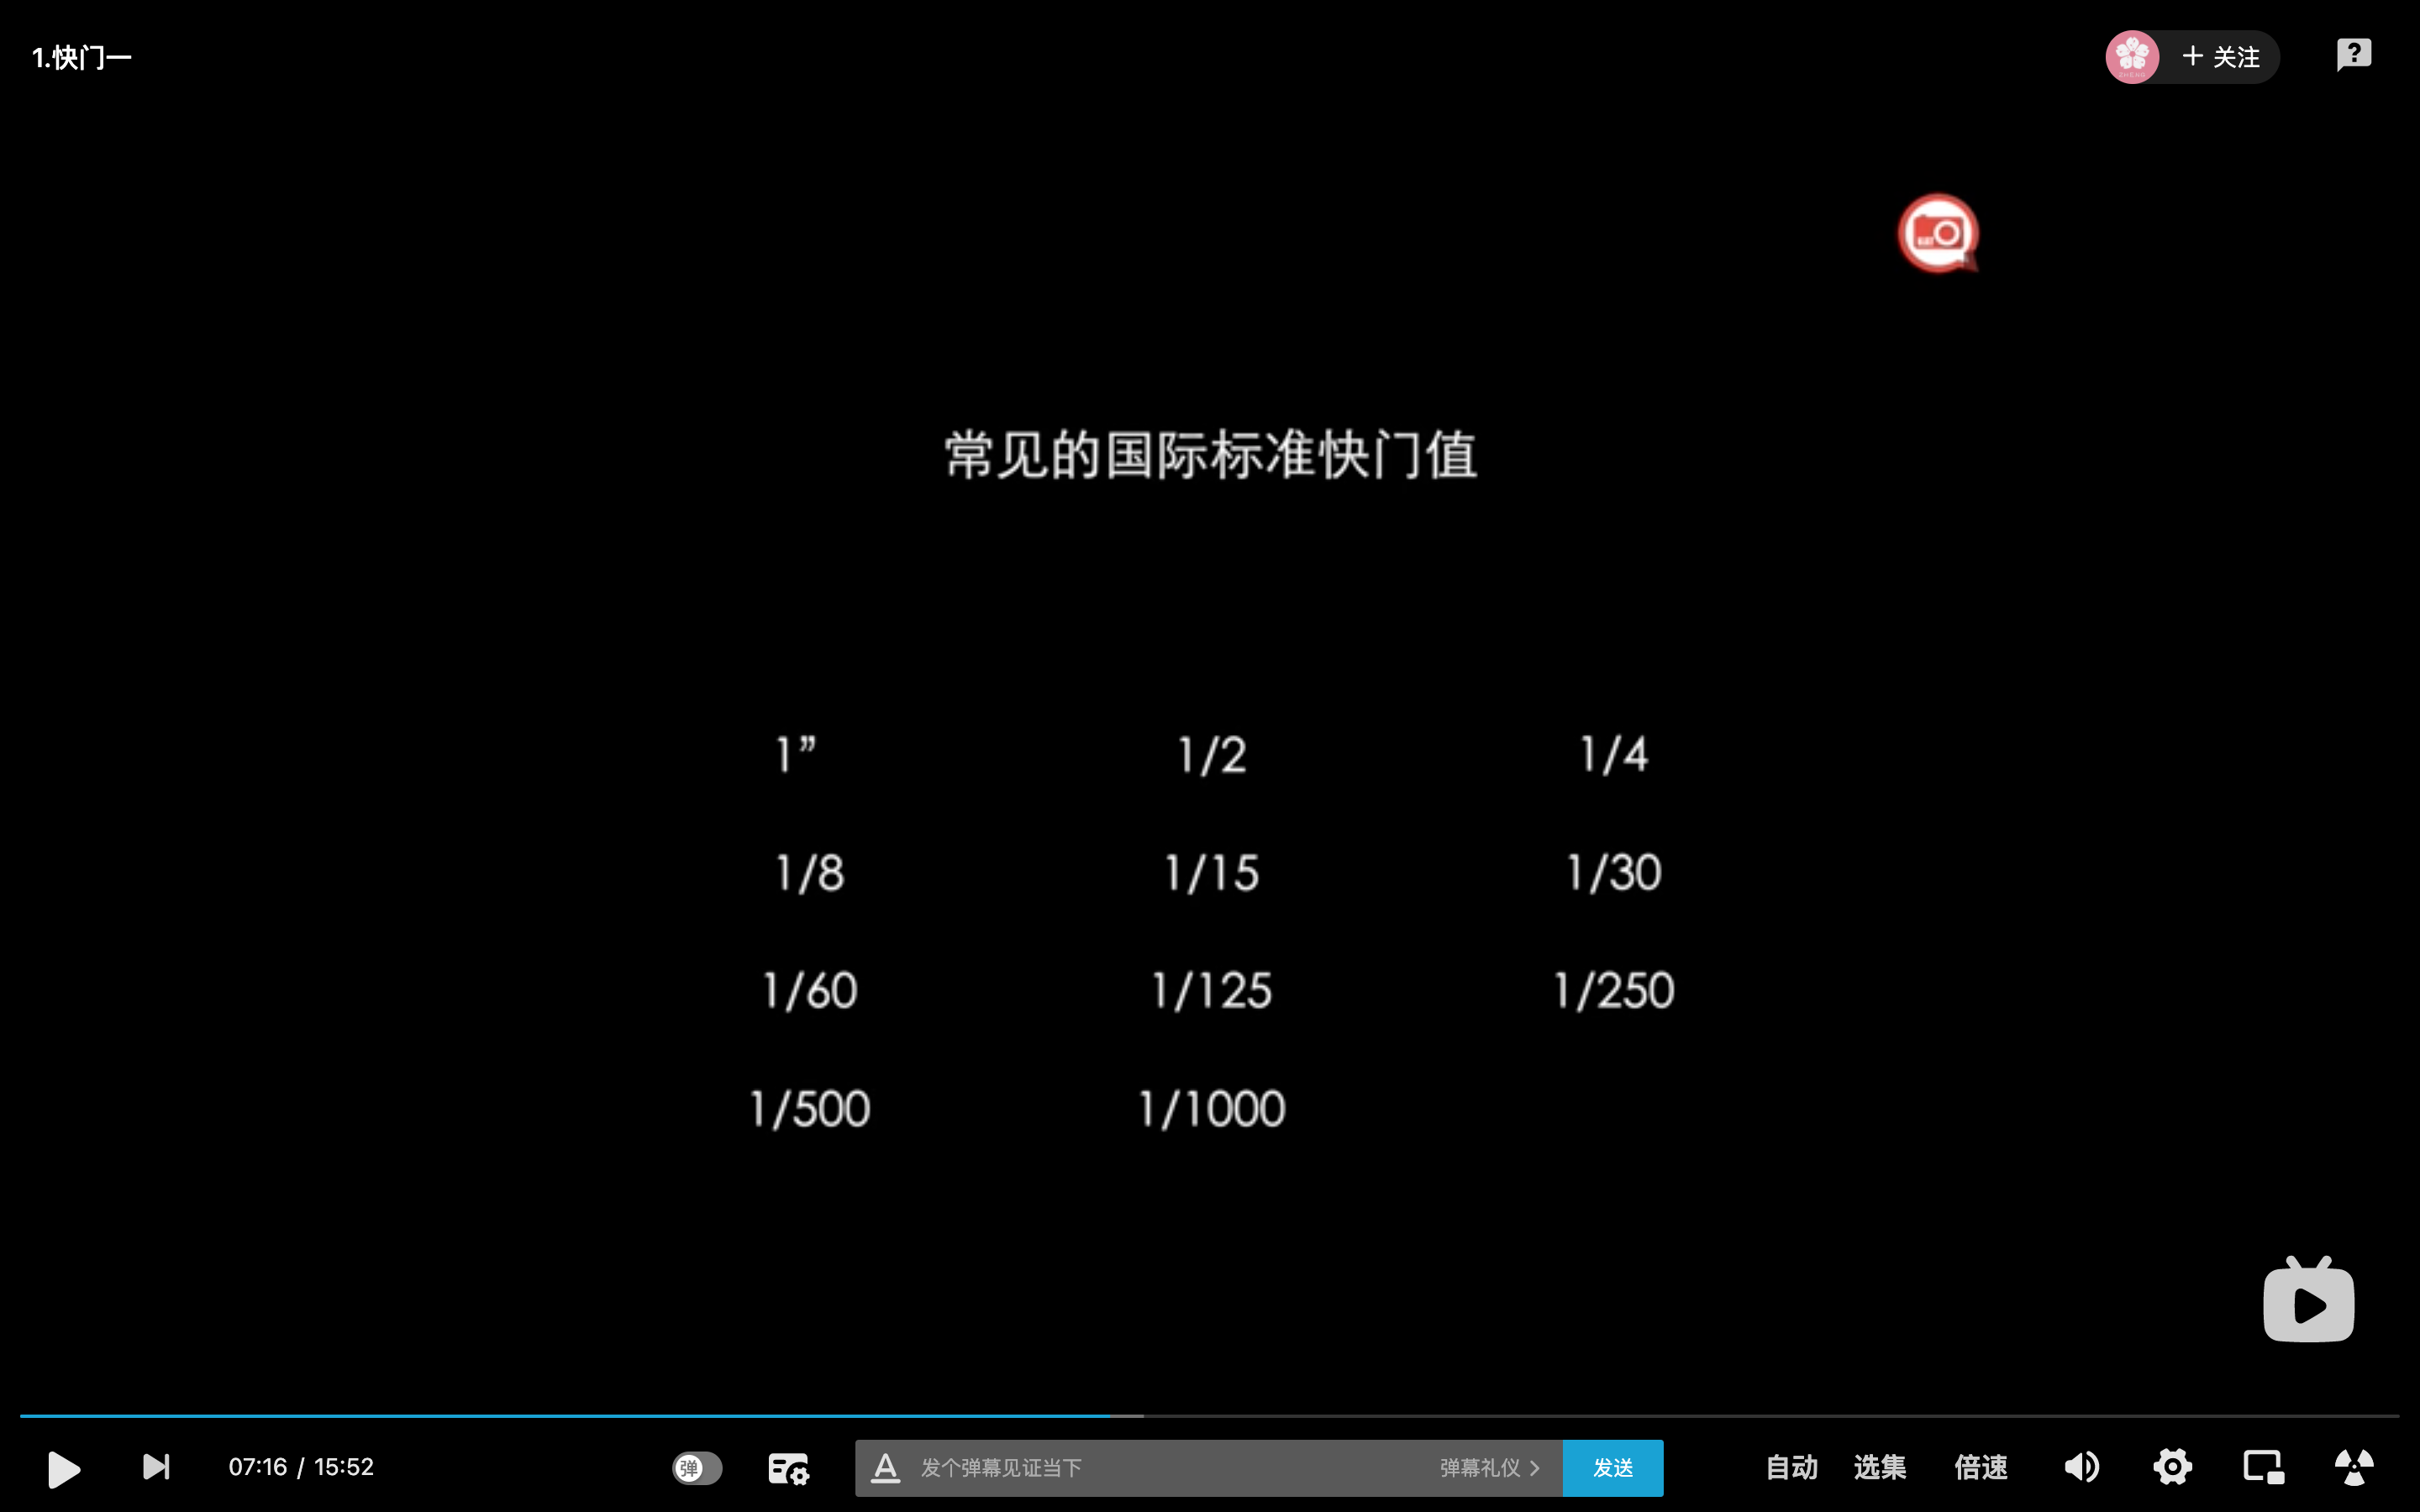 1.快门一
+ 关注
常见的国际标准快门值
1” 1/2 1/4
1/8 1/15 1/30
1/60 1/125 1/250
1/500 1/1000
07:16 / 15:52
弹
发个弹幕见证当下
弹幕礼仪 >
发送
自动
选集
倍速